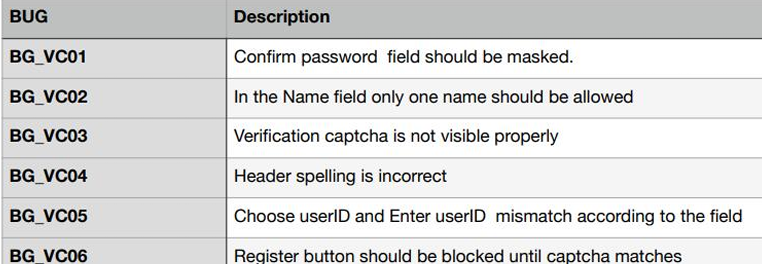 BUG Description
BG_VC01 Confirm password  field should be masked.
BG_VC02 In the Name field only one name should be allowed
BG_VC03 Verification captcha is not visible properly
BG_VC04 Header spelling is incorrect
BG_VC05 Choose userID and Enter userID  mismatch according to the field
BG_VC06 Register button should be blocked until captcha matches